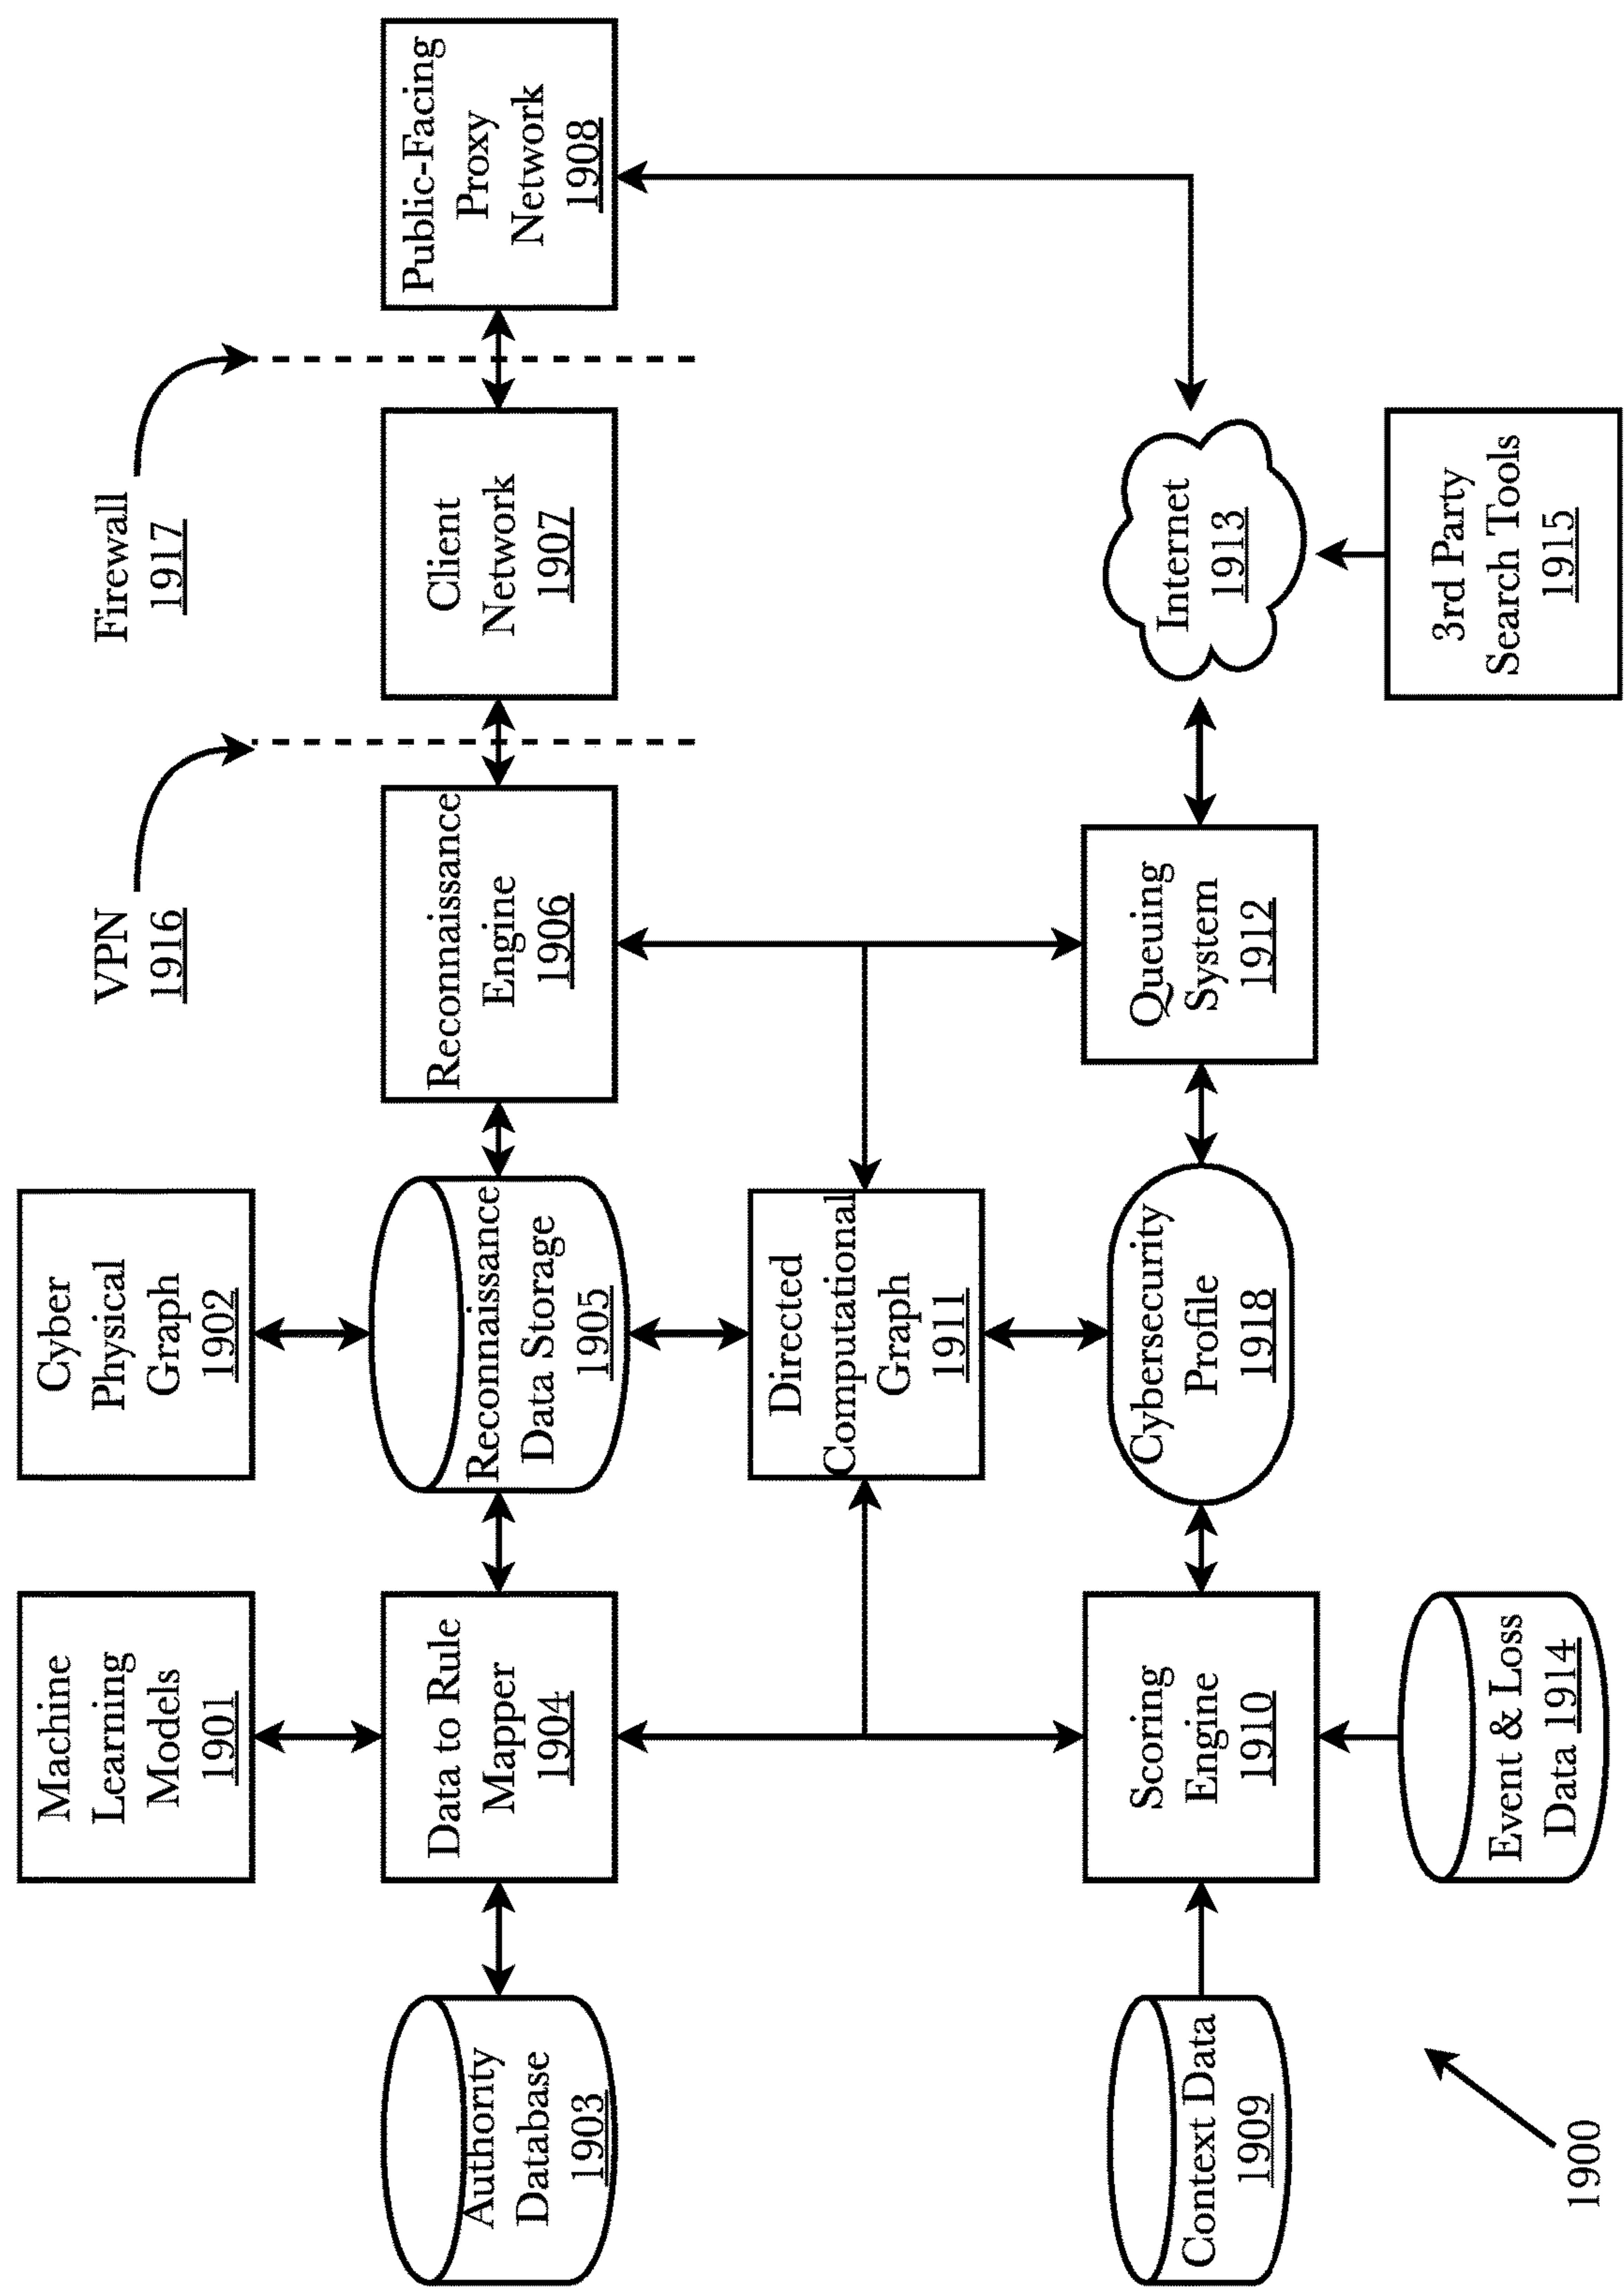 VPN
1916
Firewall
1917
Machine
Learning
Models
1901
Cyber
Physical
Graph
1902
Authority
Database
1903
Data to Rule
Mapper
1904
Reconnaissance
Data Storage
1905
Reconnaissance
Engine
1906
Client
Network
1907
Public-Facing
Proxy
Network
1908
Directed
Computational
Graph
1911
Context Data
1909
Scoring
Engine
1910
Cybersecurity
Profile
1918
Queuing
System
1912
Internet
1913
Event & Loss
Data 1914
3rd Party
Search Tools
1915
1900